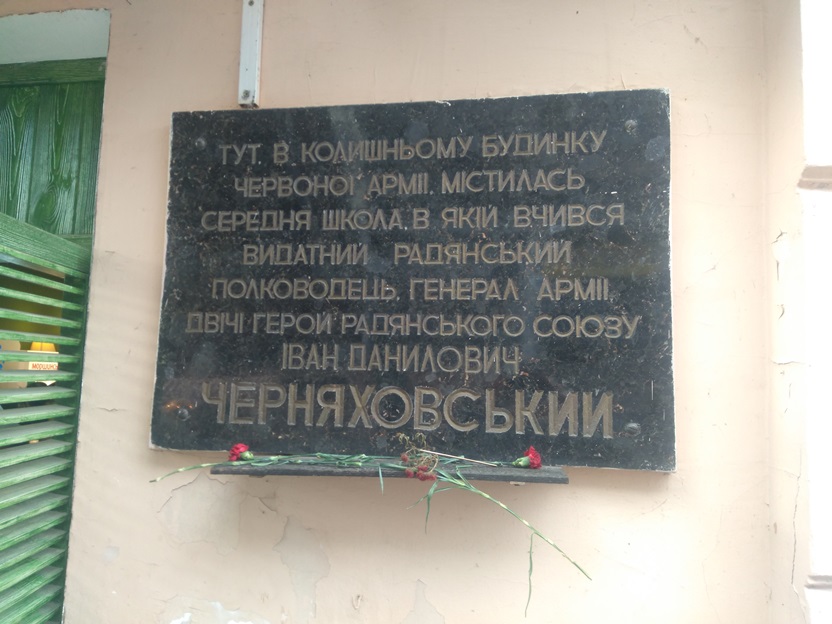 ТУТ, В КОЛИШНЬОМУ БУДИНКУ
ЧЕРВОНОЇ АРМІЇ, МІСТИЛАСЬ
СЕРЕДНЯ ШКОЛА, В ЯКІЙ ВЧИВСЯ
ВИДАТНИЙ РАДЯНСЬКИЙ
ПОЛКОВОДЕЦЬ, ГЕНЕРАЛ АРМІЇ,
ДВІЧІ ГЕРОЙ РАДЯНСЬКОГО СОЮЗУ
ІВАН ДАНИЛОВИЧ
ЧЕРНЯХОВСЬКИЙ